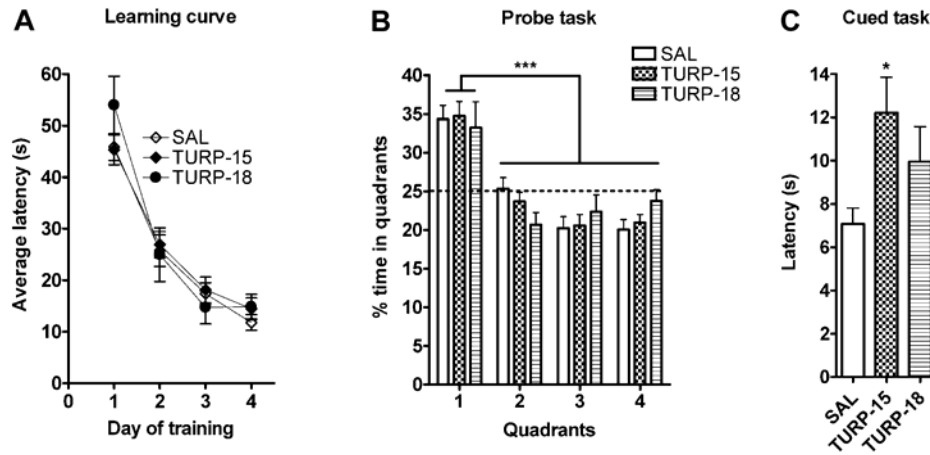 A
Learning curve
Average latency (s)
60
50
40
30
20
10
0
0 1 2 3 4
Day of training
SAL
TURP-15
TURP-18
B
Probe task
SAL
TURP-15
TURP-18
***
% time in quadrants
40
35
30
25
20
15
10
5
0
1 2 3 4
Quadrants
C
Cued task
*
Latency (s)
14
12
10
8
6
4
2
0
SAL
TURP-15
TURP-18